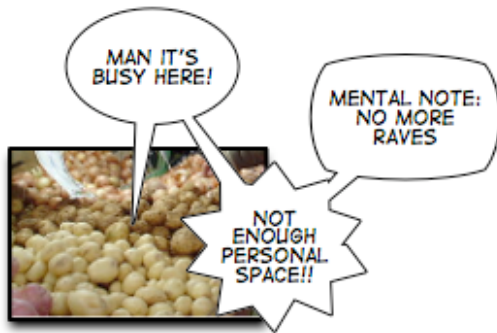 MAN IT'S
BUSY HERE!
MENTAL NOTE:
NO MORE
RAVES
NOT
ENOUGH
PERSONAL
SPACE!!